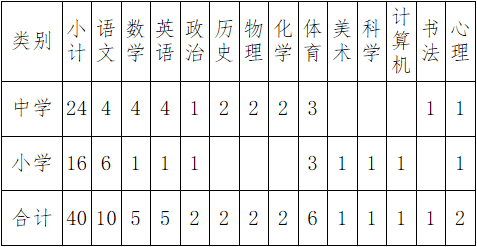 类别 小计 语文 数学 英语 政治 历史 物理 化学 体育 美术 科学 计算机 书法 心理
中学 24 4 4 4 1 2 2 2 3 1 1
小学 16 6 1 1 1 3 1 1 1 1
合计 40 10 5 5 2 2 2 2 6 1 1 1 1 2